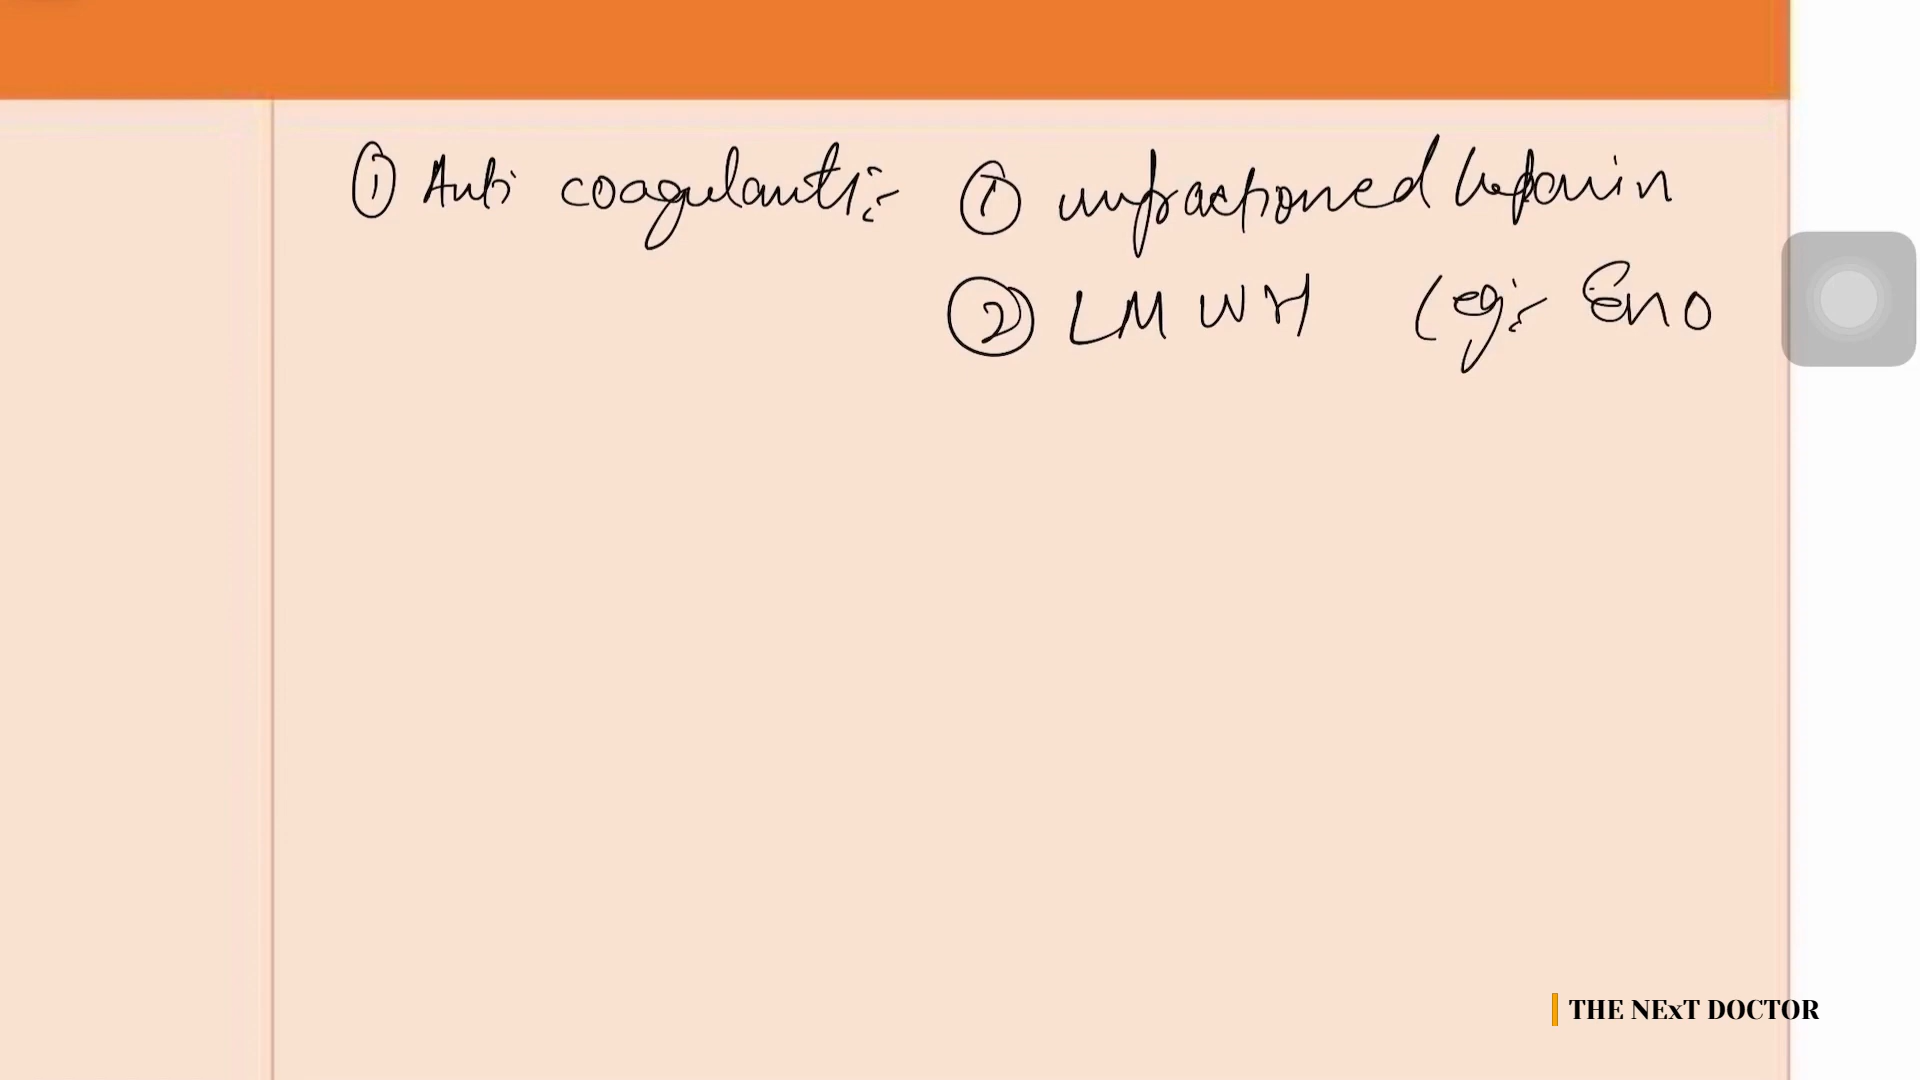 ① Anti coagulants:- ① unfractioned heparin
② LMWH (eg:- Eno
THE NExT DOCTOR